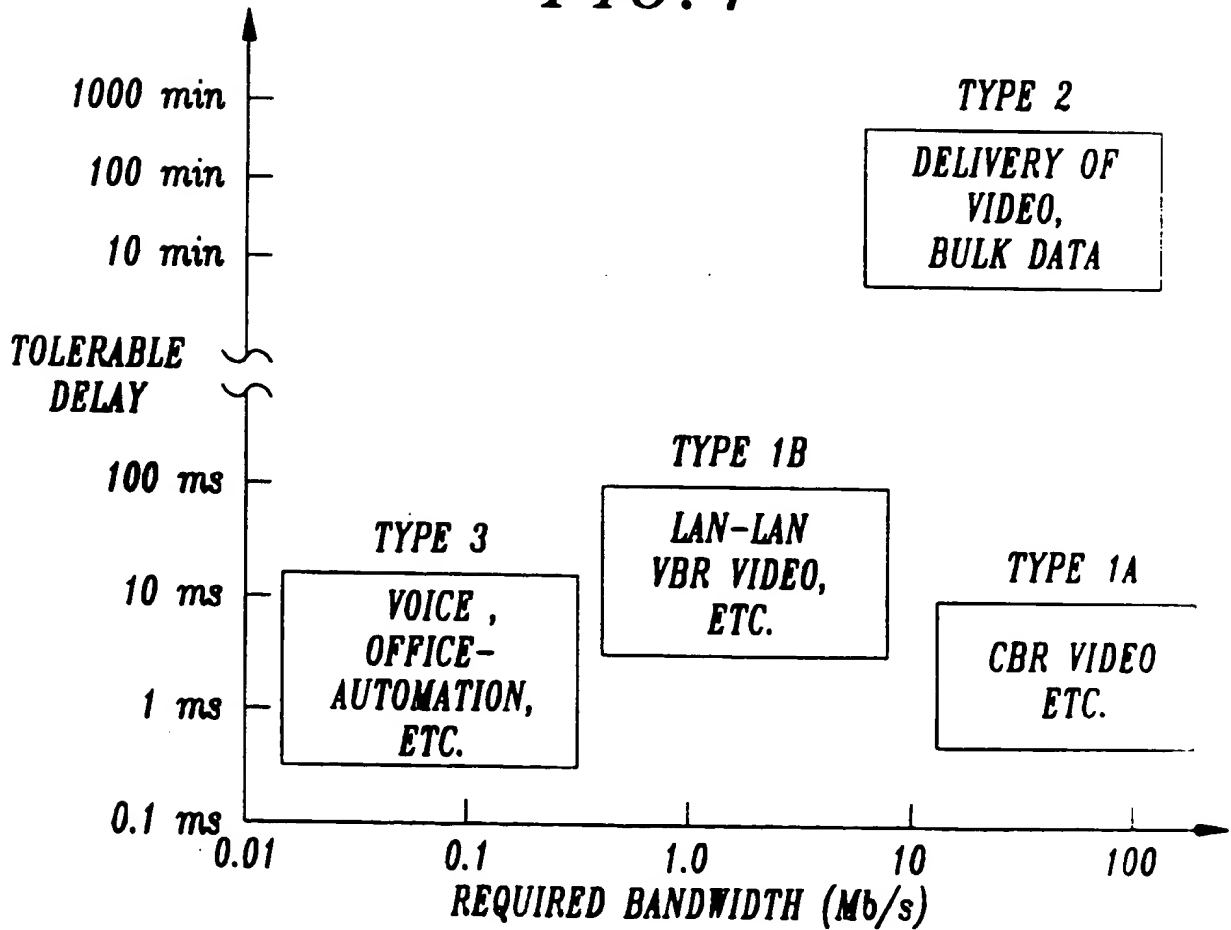 FIG. 7
1000 min
100 min
10 min
TOLERABLE
DELAY
100 ms
10 ms
1 ms
0.1 ms
TYPE 2
DELIVERY OF
VIDEO,
BULK DATA
TYPE 1B
LAN-LAN
VBR VIDEO,
ETC.
TYPE 3
VOICE ,
OFFICE-
AUTOMATION,
ETC.
TYPE 1A
CBR VIDEO
ETC.
0.01
0.1
1.0
10
100
REQUIRED BANDWIDTH (Mb/s)